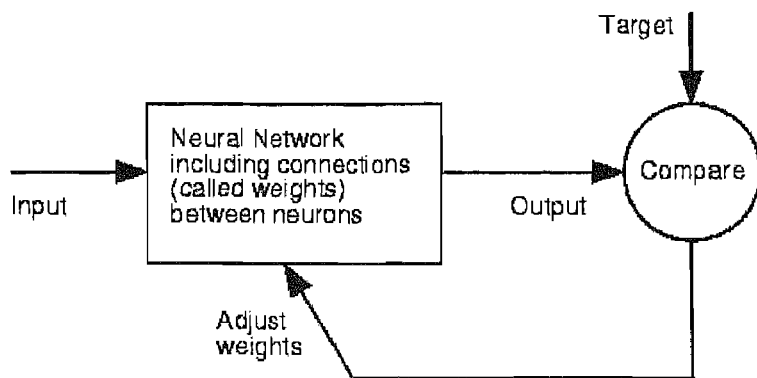 Target
Neural Network
including connections
(called weights)
between neurons
Compare
Input
Output
Adjust
weights